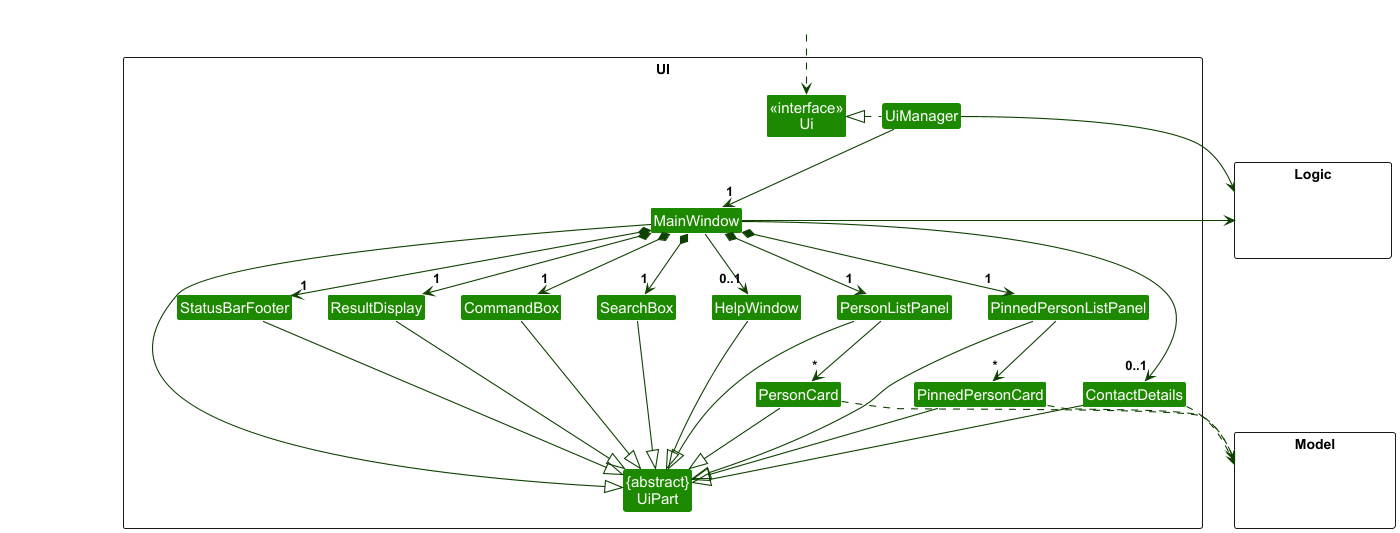 UI
«interface»
Ui
UiManager
Logic
1
MainWindow
1
1
1
1
0..1
1
1
StatusBarFooter
ResultDisplay
CommandBox
SearchBox
HelpWindow
PersonListPanel
PinnedPersonListPanel
*
*
0..1
PersonCard
PinnedPersonCard
ContactDetails
Model
{abstract}
UiPart